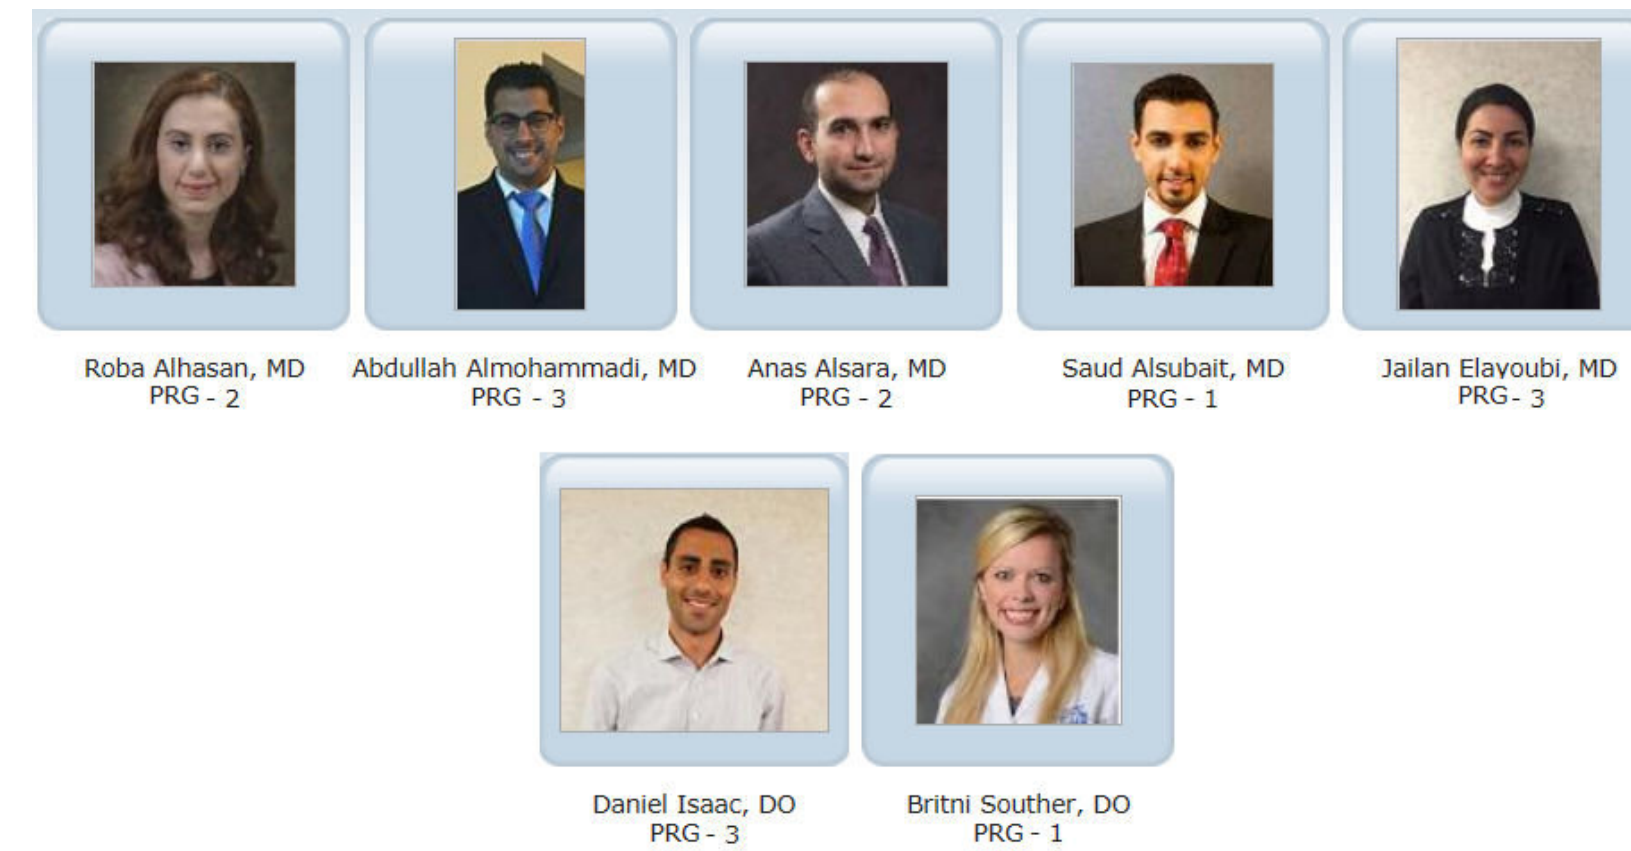 Roba Alhasan, MD
PRG - 2
Abdullah Almohammadi, MD
PRG - 3
Anas Alsara, MD
PRG - 2
Saud Alsubait, MD
PRG - 1
Jailan Elayoubi, MD
PRG - 3
Daniel Isaac, DO
PRG - 3
Britni Souther, DO
PRG - 1